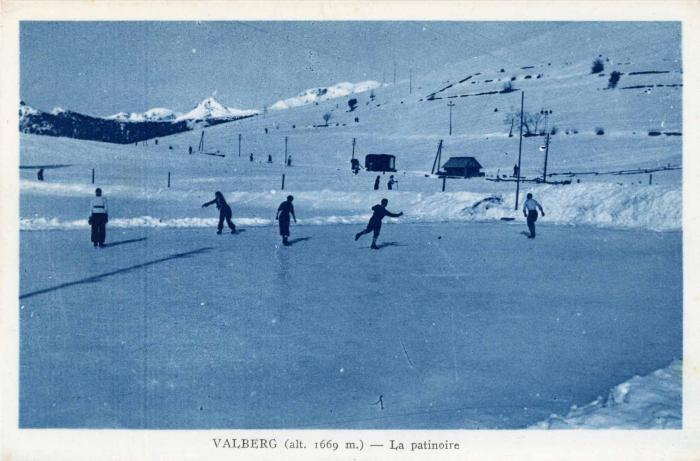 VALBERG (alt. 1669 m.) — La patinoire